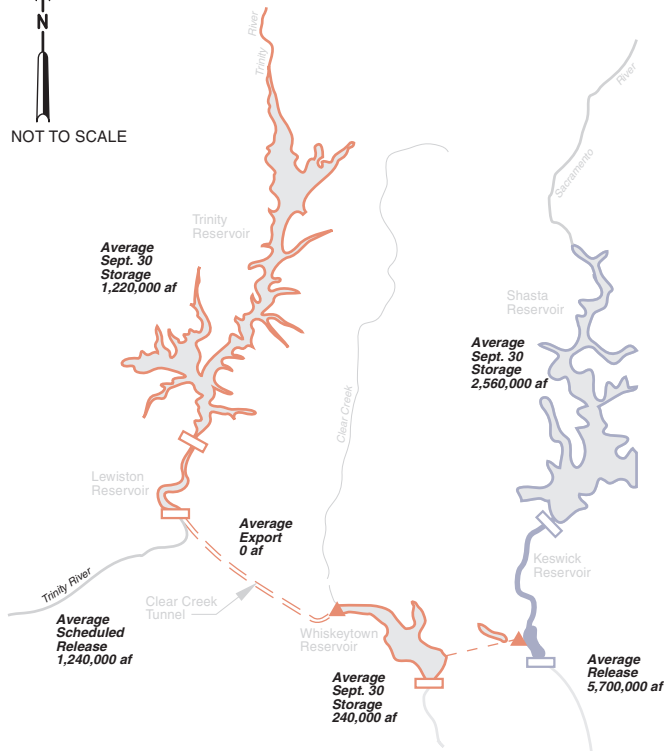 N
NOT TO SCALE
River
Trinity
Trinity
Reservoir
Average
Sept. 30
Storage
1,220,000 af
River
Sacramento
Shasta
Reservoir
Average
Sept. 30
Storage
2,560,000 af
Clear Creek
Lewiston
Reservoir
Average
Export
0 af
Keswick
Reservoir
Trinity River
Clear Creek
Tunnel
Whiskeytown
Reservoir
Average
Scheduled
Release
1,240,000 af
Average
Sept. 30
Storage
240,000 af
Average
Release
5,700,000 af